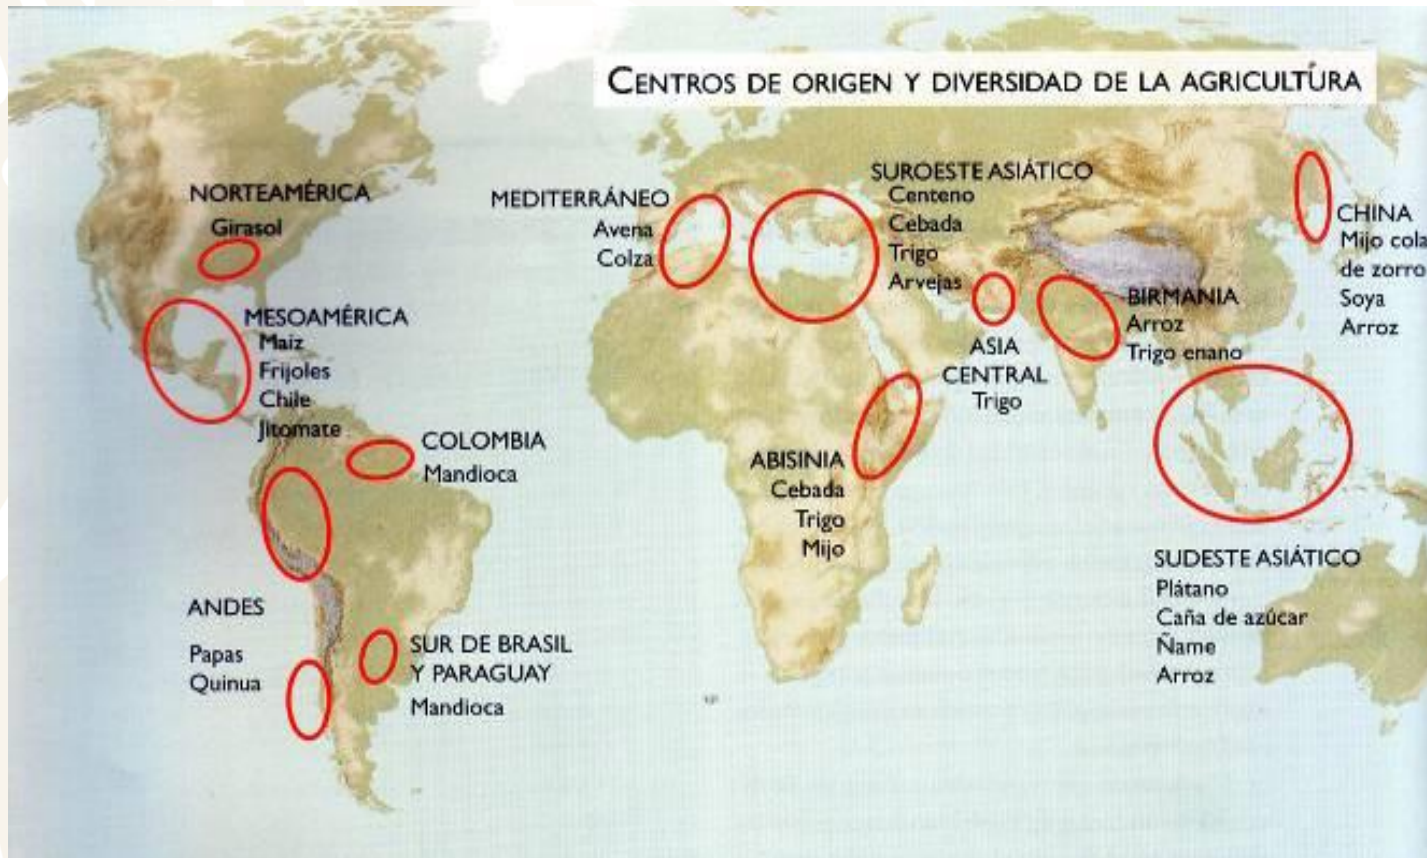 CENTROS DE ORIGEN Y DIVERSIDAD DE LA AGRICULTURA
NORTEAMÉRICA
Girasol
MESOAMÉRICA
Maiz
Frijoles
Chile
Jitomate
COLOMBIA
Mandioca
ANDES
Papas
Quinua
SUR DE BRASIL
Y PARAGUAY
Mandioca
MEDITERRÁNEO
Avena
Colza
SUROESTE ASIÁTICO
Centeno
Cebada
Trigo
Arvejas
ABISINIA
Cebada
Trigo
Mijo
ASIA
CENTRAL
Trigo
BIRMANIA
Arroz
Trigo enano
CHINA
Mijo cola
de zorro
Soya
Arroz
SUDESTE ASIÁTICO
Plátano
Caña de azúcar
Ñame
Arroz